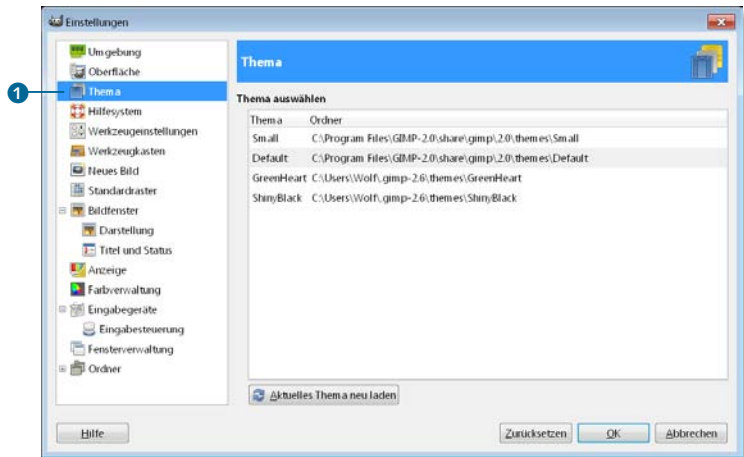 Einstellungen
Umgebung
Oberfläche
1
Thema
Hilfesystem
Werkzeugeinstellungen
Werkzeugkasten
Neues Bild
Standardraster
Bildfenster
Darstellung
Titel und Status
Anzeige
Farbverwaltung
Eingabegeräte
Eingabesteuerung
Fensterverwaltung
Ordner
Thema
Thema auswählen
Thema Ordner
Small C:\Program Files\GIMP-2.0\share\gimp\2.0\themes\Small
Default C:\Program Files\GIMP-2.0\share\gimp\2.0\themes\Default
GreenHeart C:\Users\Wolf\.gimp-2.6\themes\GreenHeart
ShinyBlack C:\Users\Wolf\.gimp-2.6\themes\ShinyBlack
Aktuelles Thema neu laden
Hilfe Zurücksetzen OK Abbrechen